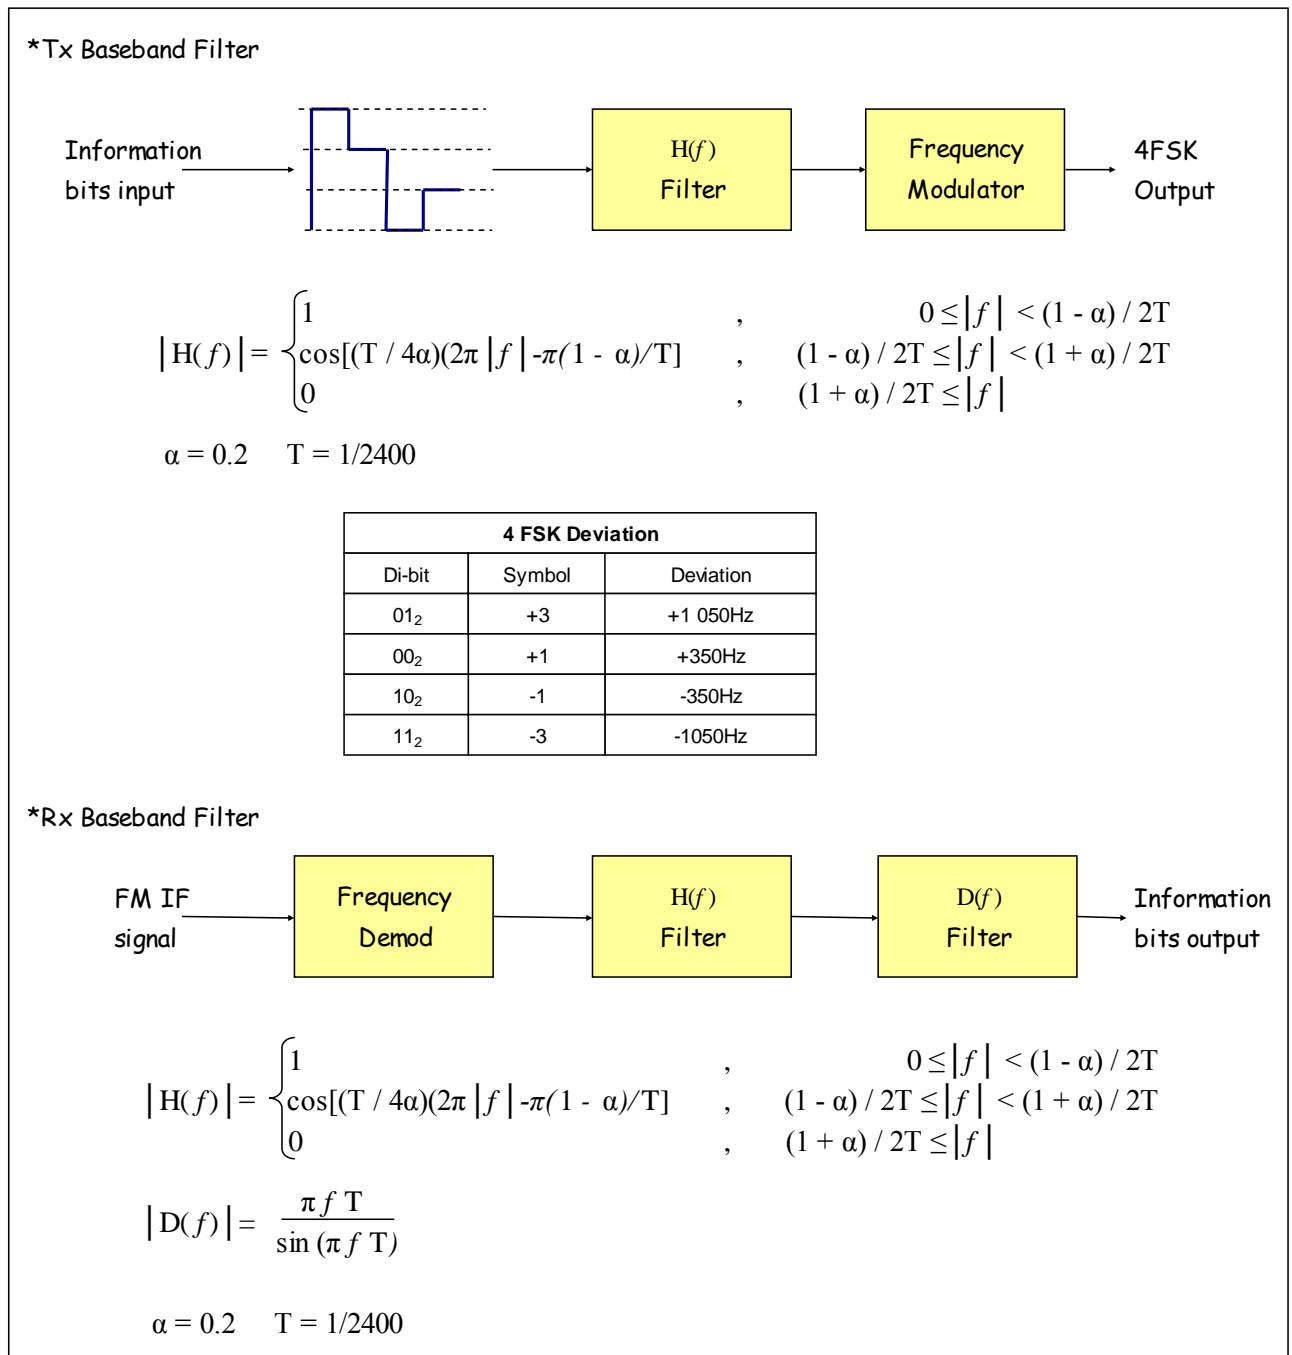 *Tx Baseband Filter
Information bits input
H(f) Filter
Frequency Modulator
4FSK Output
|H(f)| = 1 , 0 ≤ |f| < (1 - α) / 2T
cos[(T / 4α)(2π |f| -π(1 - α)/T] , (1 - α) / 2T ≤ |f| < (1 + α) / 2T
0 , (1 + α) / 2T ≤ |f|
α = 0.2 T = 1/2400
4 FSK Deviation
Di-bit Symbol Deviation
01₂ +3 +1 050Hz
00₂ +1 +350Hz
10₂ -1 -350Hz
11₂ -3 -1050Hz
*Rx Baseband Filter
FM IF signal
Frequency Demod
H(f) Filter
D(f) Filter
Information bits output
|H(f)| = 1 , 0 ≤ |f| < (1 - α) / 2T
cos[(T / 4α)(2π |f| -π(1 - α)/T] , (1 - α) / 2T ≤ |f| < (1 + α) / 2T
0 , (1 + α) / 2T ≤ |f|
|D(f)| = π f T / sin (π f T)
α = 0.2 T = 1/2400